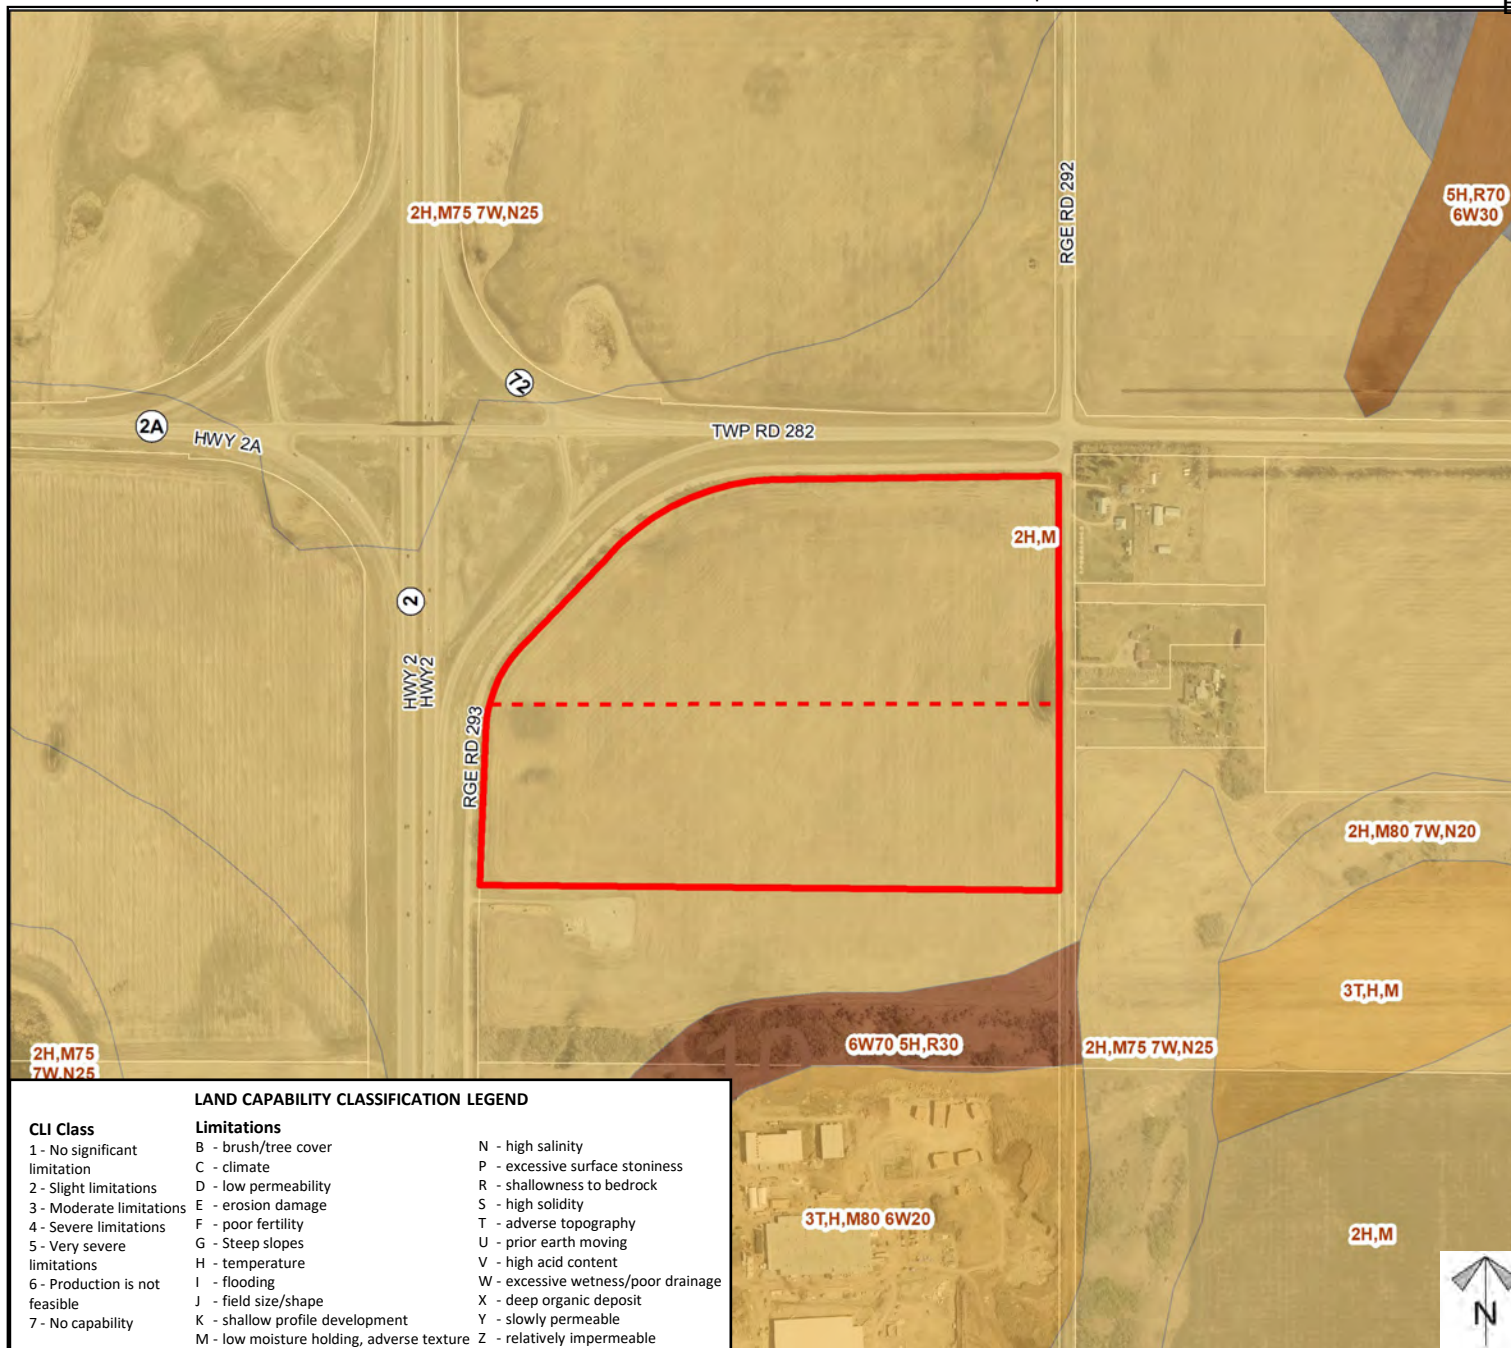 RGE RD 292
2H,M75 7W,N25
5H,R70
6W30
72
2A
HWY 2A
TWP RD 282
2H,M
2
HWY 2
HWY2
RGE RD 293
2H,M80 7W,N20
3T,H,M
6W70 5H,R30
2H,M75 7W,N25
2H,M75
7W,N25
3T,H,M80 6W20
2H,M
LAND CAPABILITY CLASSIFICATION LEGEND
CLI Class
1 - No significant
limitation
2 - Slight limitations
3 - Moderate limitations
4 - Severe limitations
5 - Very severe
limitations
6 - Production is not
feasible
7 - No capability
Limitations
B - brush/tree cover
C - climate
D - low permeability
E - erosion damage
F - poor fertility
G - Steep slopes
H - temperature
I - flooding
J - field size/shape
K - shallow profile development
M - low moisture holding, adverse texture
N - high salinity
P - excessive surface stoniness
R - shallowness to bedrock
S - high solidity
T - adverse topography
U - prior earth moving
V - high acid content
W - excessive wetness/poor drainage
X - deep organic deposit
Y - slowly permeable
Z - relatively impermeable
N